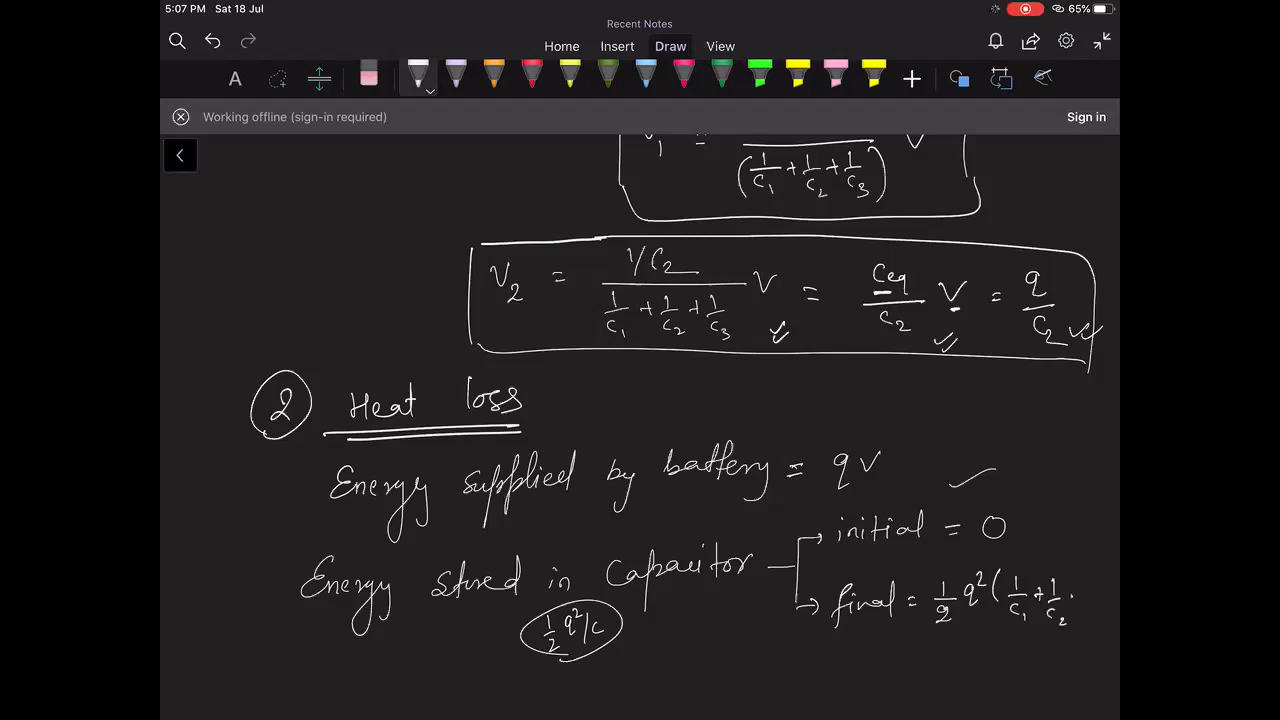 5:07 PM Sat 18 Jul 65%
Recent Notes
Home Insert Draw View
A
Working offline (sign-in required) Sign in
V₁ = / (1/C₁ + 1/C₂ + 1/C₃) V
V₂ = (1/C₂) / (1/C₁ + 1/C₂ + 1/C₃) V = Ceq/C₂ V = q/C₂
2 Heat loss
Energy supplied by battery = qV
initial = 0
Energy stored in Capacitor
final = 1/2 q² (1/C₁ + 1/C₂
1/2 q²/C